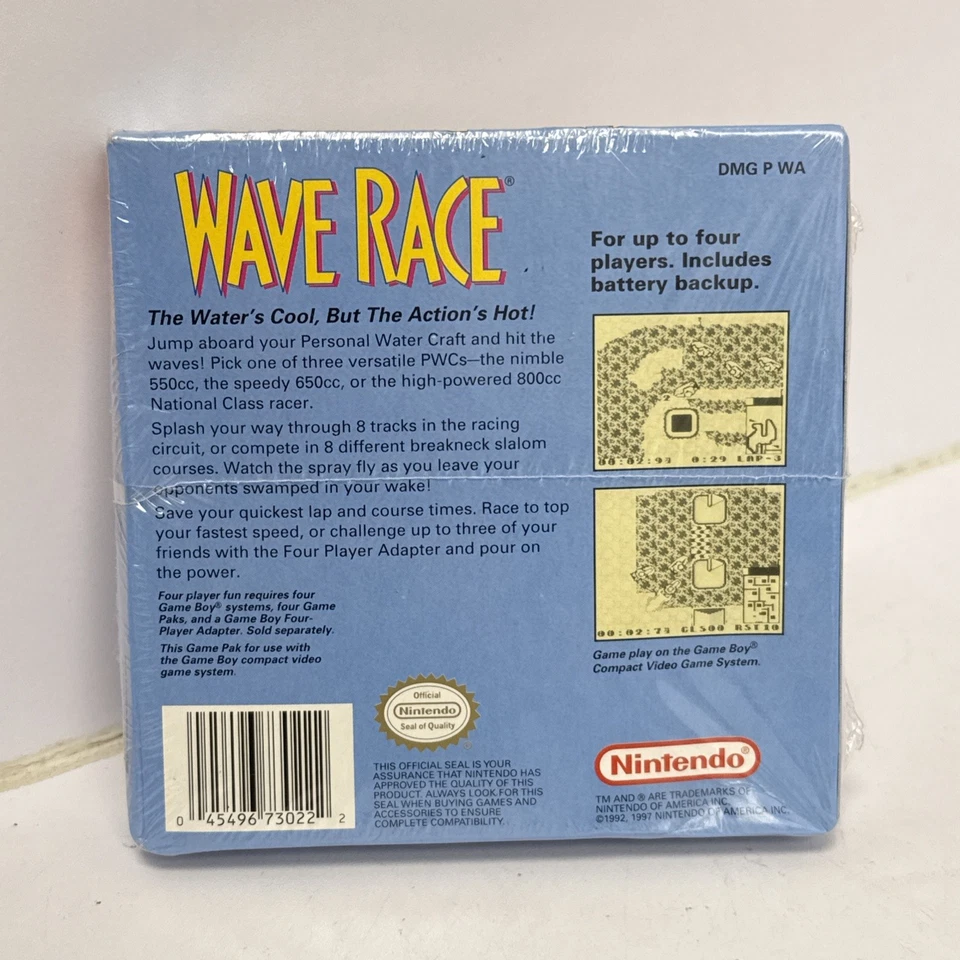 WAVE RACE®
DMG P WA
For up to four
players. Includes
battery backup.
The Water's Cool, But The Action's Hot!
Jump aboard your Personal Water Craft and hit the
waves! Pick one of three versatile PWCs—the nimble
550cc, the speedy 650cc, or the high-powered 800cc
National Class racer.
Splash your way through 8 tracks in the racing
circuit, or compete in 8 different breakneck slalom
courses. Watch the spray fly as you leave your
opponents swamped in your wake!
Save your quickest lap and course times. Race to top
your fastest speed, or challenge up to three of your
friends with the Four Player Adapter and pour on
the power.
Four player fun requires four
Game Boy® systems, four Game
Paks, and a Game Boy Four-
Player Adapter. Sold separately.
This Game Pak for use with
the Game Boy compact video
game system.
2
0:29 LAP-3
Game play on the Game Boy®
Compact Video Game System.
0 45496 73022 2
Official
Nintendo
Seal of Quality
THIS OFFICIAL SEAL IS YOUR
ASSURANCE THAT NINTENDO HAS
APPROVED THE QUALITY OF THIS
PRODUCT. ALWAYS LOOK FOR THIS
SEAL WHEN BUYING GAMES AND
ACCESSORIES TO ENSURE
COMPLETE COMPATIBILITY.
Nintendo®
TM AND ® ARE TRADEMARKS OF
NINTENDO OF AMERICA INC.
©1992, 1997 NINTENDO OF AMERICA INC.